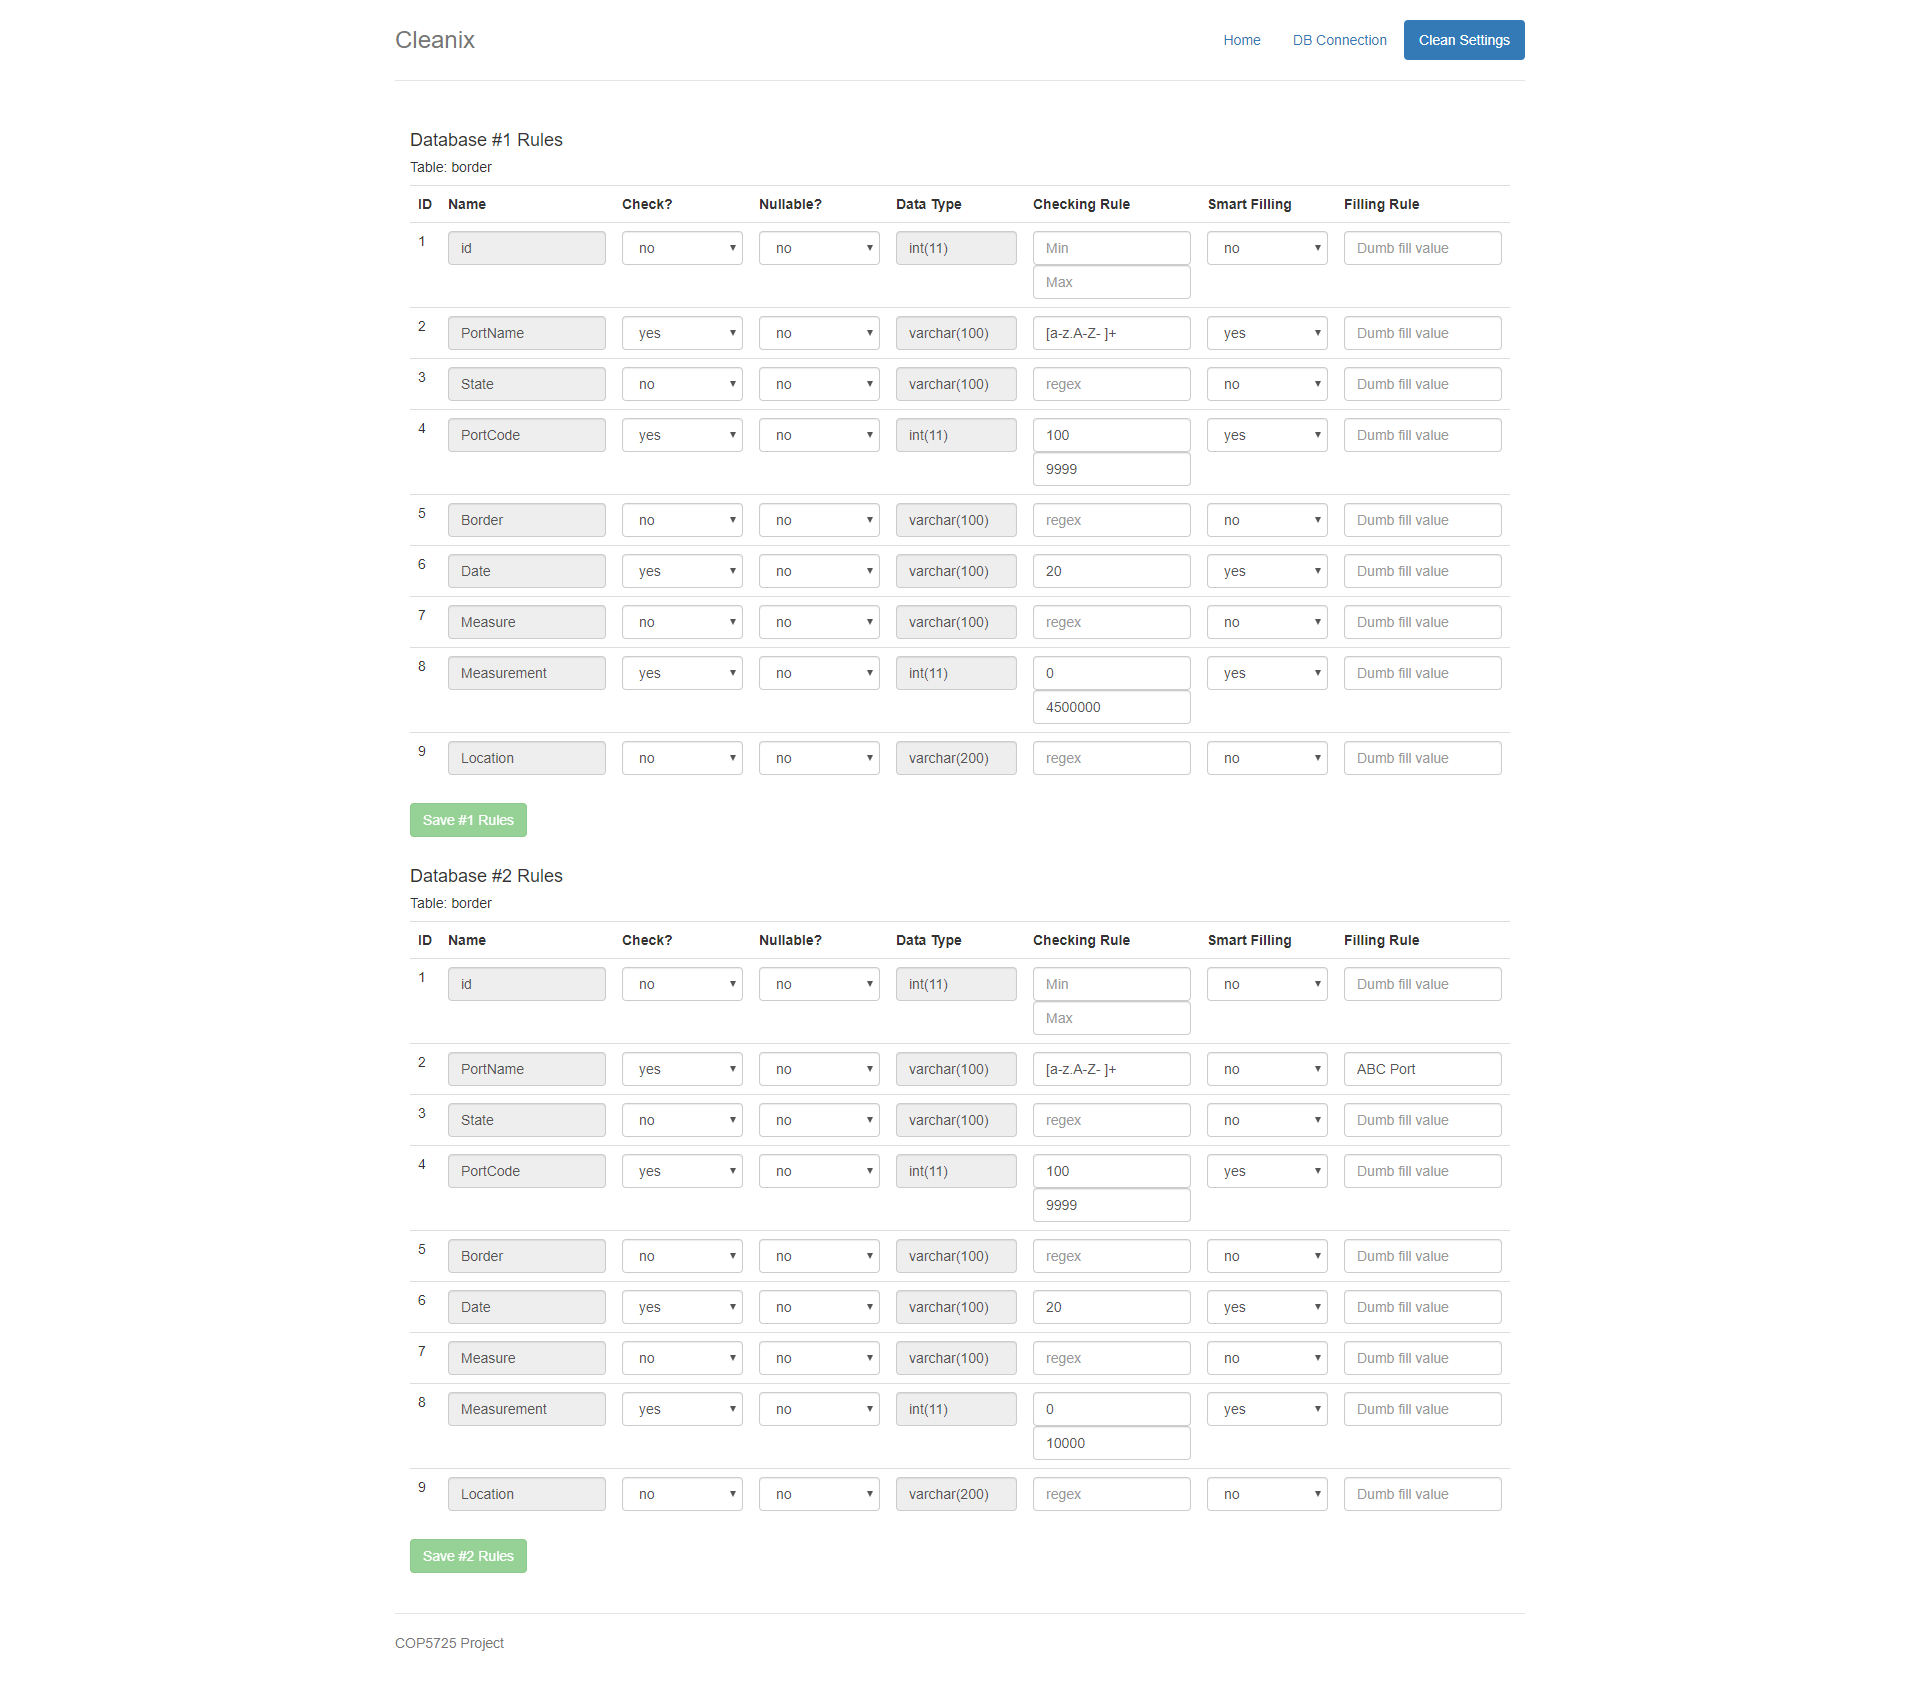 Cleanix
Home DB Connection Clean Settings
Database #1 Rules
Table: border
ID Name Check? Nullable? Data Type Checking Rule Smart Filling Filling Rule
1 id no no int(11) Min no Dumb fill value
Max
2 PortName yes no varchar(100) [a-z.A-Z- ]+ yes Dumb fill value
3 State no no varchar(100) regex no Dumb fill value
4 PortCode yes no int(11) 100 yes Dumb fill value
9999
5 Border no no varchar(100) regex no Dumb fill value
6 Date yes no varchar(100) 20 yes Dumb fill value
7 Measure no no varchar(100) regex no Dumb fill value
8 Measurement yes no int(11) 0 yes Dumb fill value
4500000
9 Location no no varchar(200) regex no Dumb fill value
Save #1 Rules
Database #2 Rules
Table: border
ID Name Check? Nullable? Data Type Checking Rule Smart Filling Filling Rule
1 id no no int(11) Min no Dumb fill value
Max
2 PortName yes no varchar(100) [a-z.A-Z- ]+ no ABC Port
3 State no no varchar(100) regex no Dumb fill value
4 PortCode yes no int(11) 100 yes Dumb fill value
9999
5 Border no no varchar(100) regex no Dumb fill value
6 Date yes no varchar(100) 20 yes Dumb fill value
7 Measure no no varchar(100) regex no Dumb fill value
8 Measurement yes no int(11) 0 yes Dumb fill value
10000
9 Location no no varchar(200) regex no Dumb fill value
Save #2 Rules
COP5725 Project